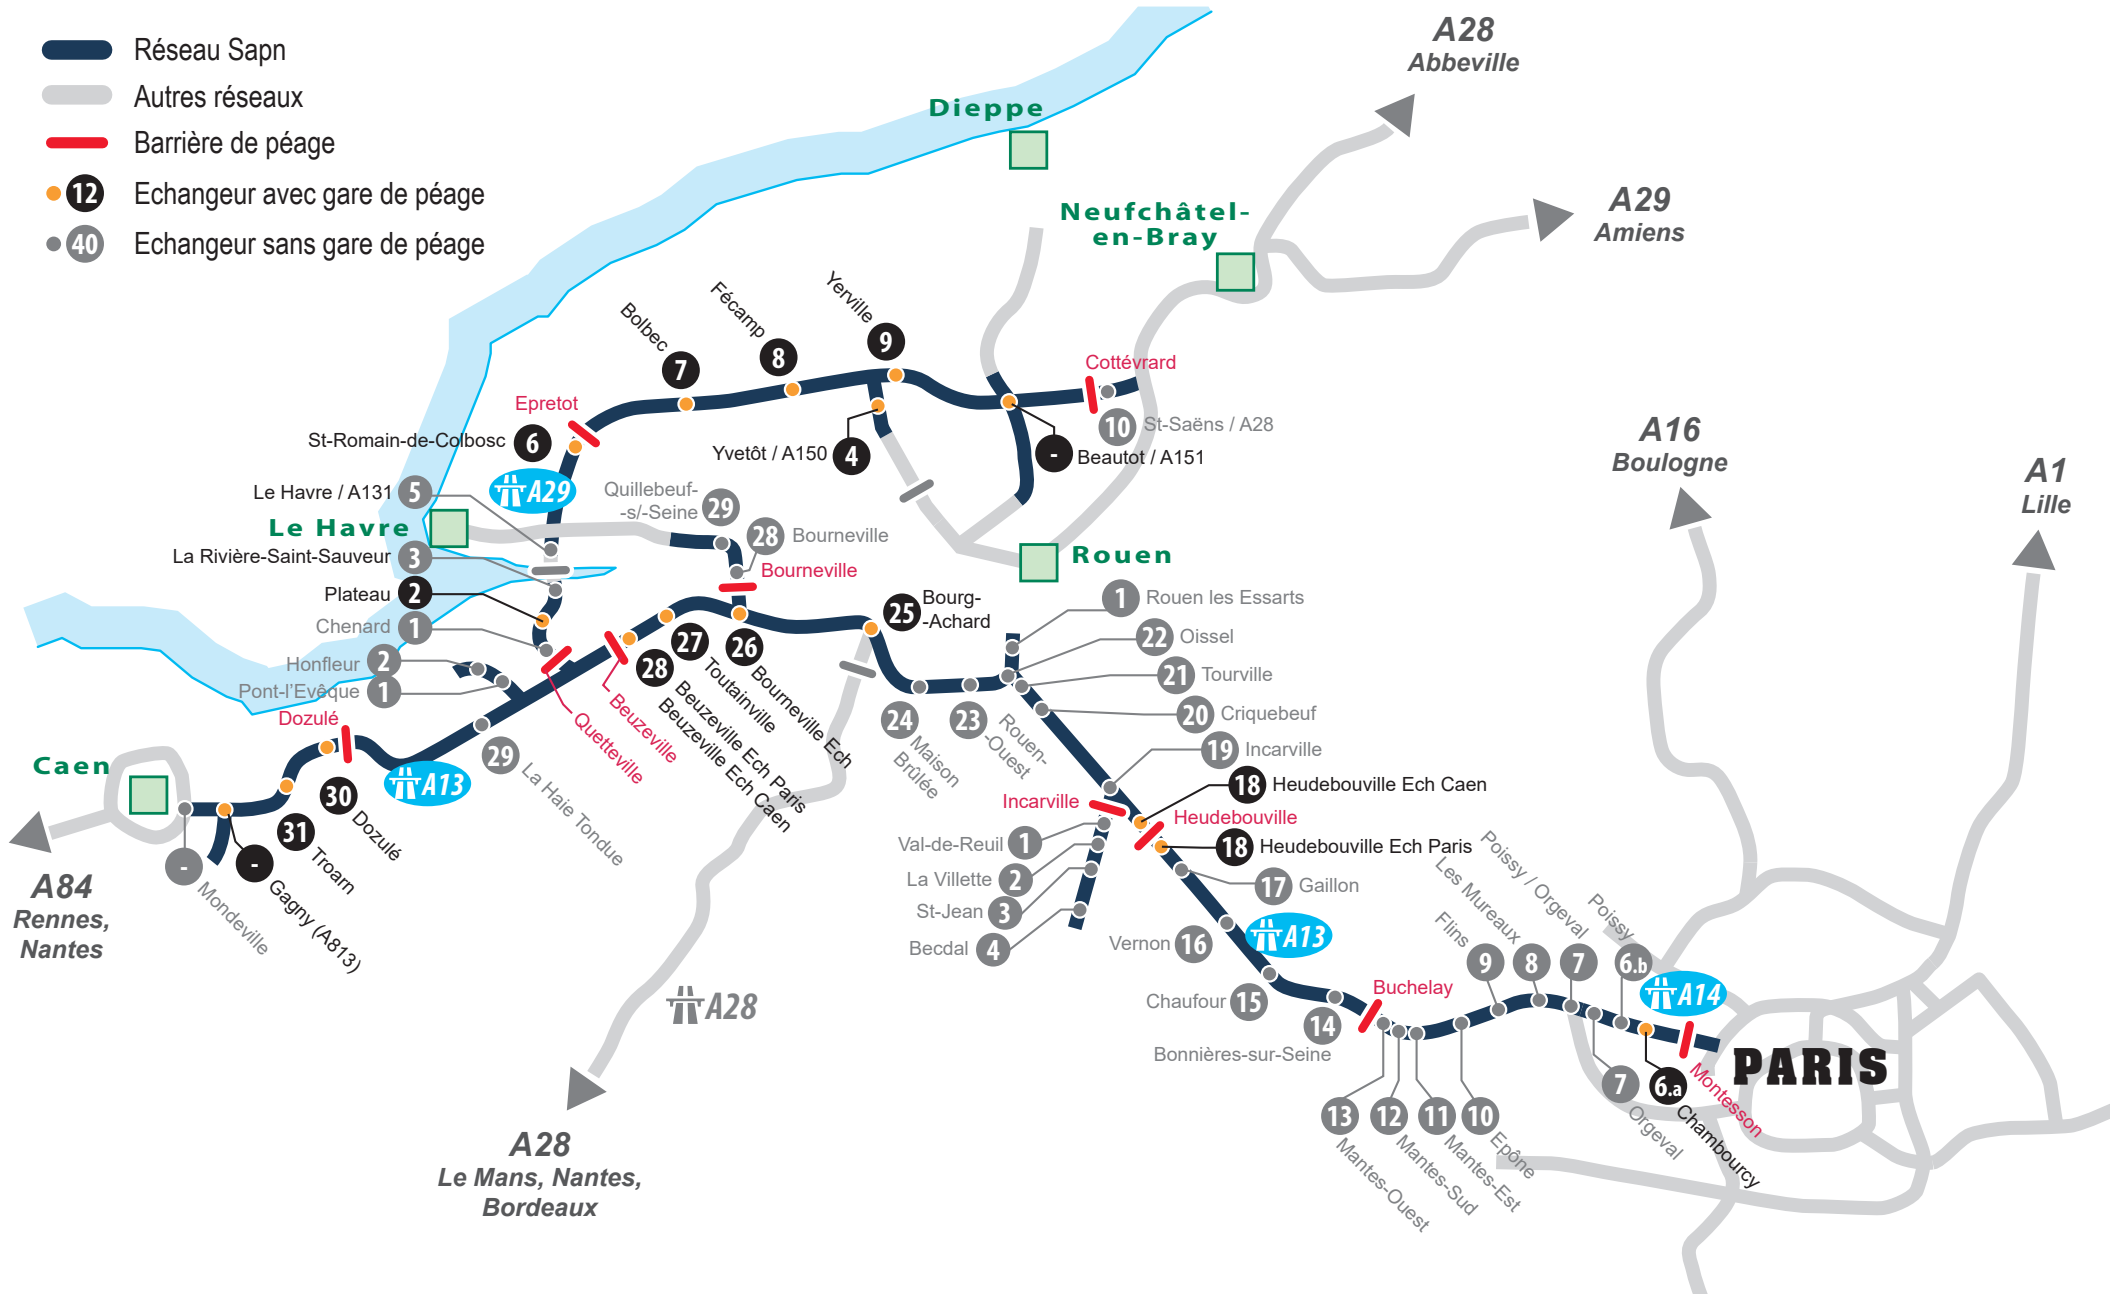 Réseau Sapn
Autres réseaux
Barrière de péage
12 Echangeur avec gare de péage
40 Echangeur sans gare de péage
A28
Abbeville
Dieppe
A29
Amiens
Neufchâtel-
en-Bray
Yerville
9
Fécamp
8
Bolbec
7
Cottévrard
Epretot
St-Romain-de-Colbosc 6
10 St-Saëns / A28
Yvetôt / A150 4
- Beautot / A151
A16
Boulogne
A1
Lille
A29
Le Havre / A131 5
Quillebeuf-
-s/-Seine 29
Le Havre
28 Bourneville
La Rivière-Saint-Sauveur 3
Bourneville
Rouen
Plateau 2
Chenard 1
25 Bourg-
-Achard
1 Rouen les Essarts
22 Oissel
21 Tourville
20 Criquebeuf
19 Incarville
Honfleur 2
Pont-l'Evêque 1
26
Bourneville Ech
27
Toutainville
28
Beuzeville Ech Paris
Beuzeville Ech Caen
Beuzeville
Quetteville
Dozulé
24
Maison
Brûlée
23
Rouen-
-Ouest
29
La Haie Tondue
A13
Caen
30
Dozulé
31
Troarn
-
Gagny (A813)
-
Mondeville
A84
Rennes,
Nantes
18 Heudebouville Ech Caen
Incarville
Heudebouville
18 Heudebouville Ech Paris
Val-de-Reuil 1
La Villette 2
St-Jean 3
Becdal 4
17 Gaillon
Vernon 16
A13
Chaufour 15
14
Bonnières-sur-Seine
Buchelay
Flins
9
Les Mureaux
8
Poissy / Orgeval
7
Poissy
6.b
A14
PARIS
Montesson
6.a
Chambourcy
7
Orgeval
13
Mantes-Ouest
12
Mantes-Sud
11
Mantes-Est
10
Epône
A28
A28
Le Mans, Nantes,
Bordeaux